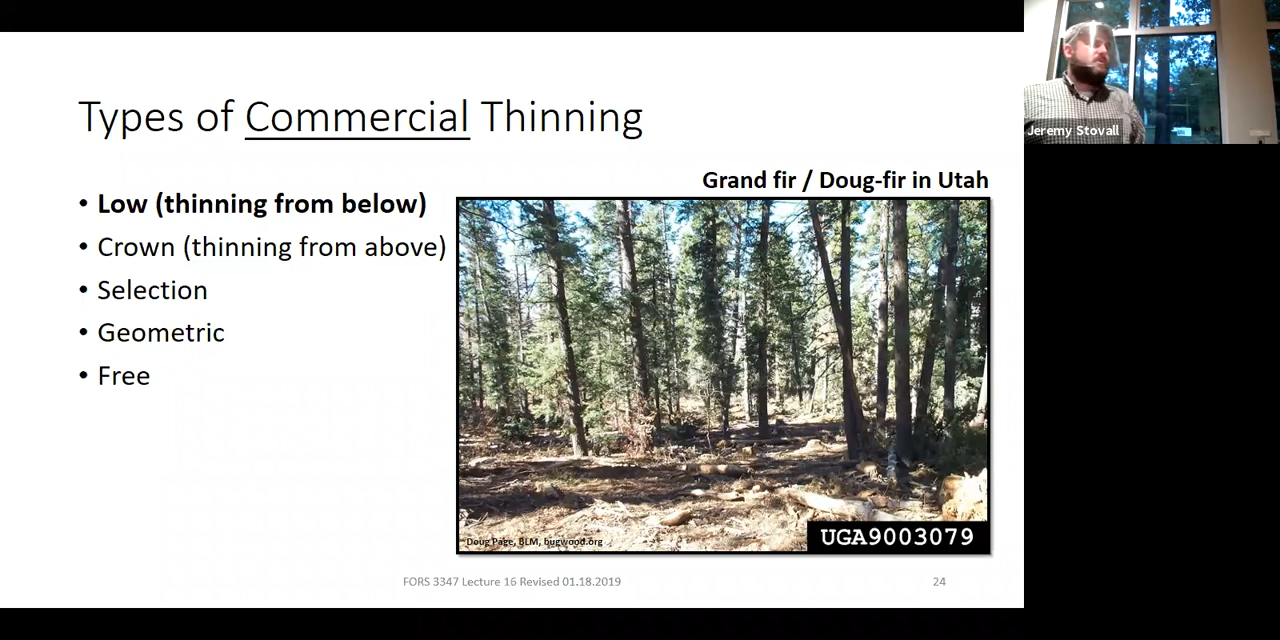 Types of Commercial Thinning
• Low (thinning from below)
• Crown (thinning from above)
• Selection
• Geometric
• Free
Grand fir / Doug-fir in Utah
Doug Page, BLM, bugwood.org
UGA9003079
FORS 3347 Lecture 16 Revised 01.18.2019
24
Jeremy Stovall